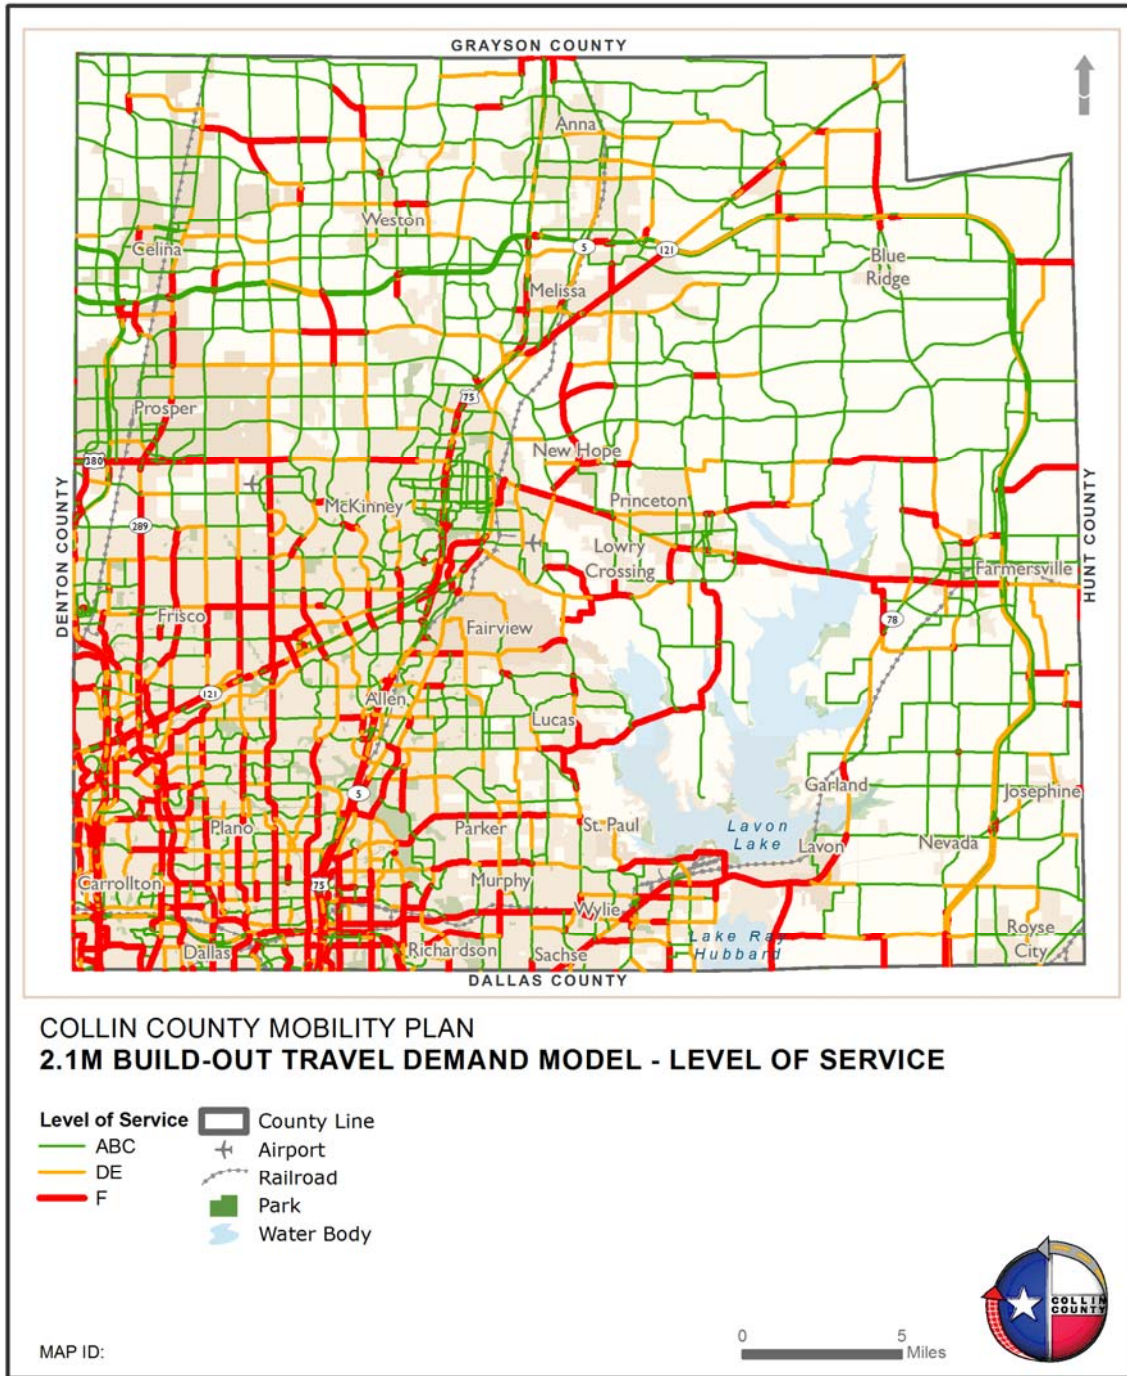 GRAYSON COUNTY
Anna
Weston
Celina
5
121
Blue
Ridge
Melissa
75
Prosper
380
New Hope
McKinney
Princeton
289
Lowry
Crossing
Farmersville
DENTON COUNTY
HUNT COUNTY
Frisco
Fairview
78
121
Allen
Lucas
5
Garland
Josephine
Plano
Parker
St. Paul
Lavon
Lake
Lavon
Nevada
75
Carrollton
Murphy
Wylie
Royse
City
Dallas
Richardson
Sachse
Lake Ray
Hubbard
DALLAS COUNTY
COLLIN COUNTY MOBILITY PLAN
2.1M BUILD-OUT TRAVEL DEMAND MODEL - LEVEL OF SERVICE
Level of Service
ABC
DE
F
County Line
Airport
Railroad
Park
Water Body
COLLIN
COUNTY
0 5
Miles
MAP ID: